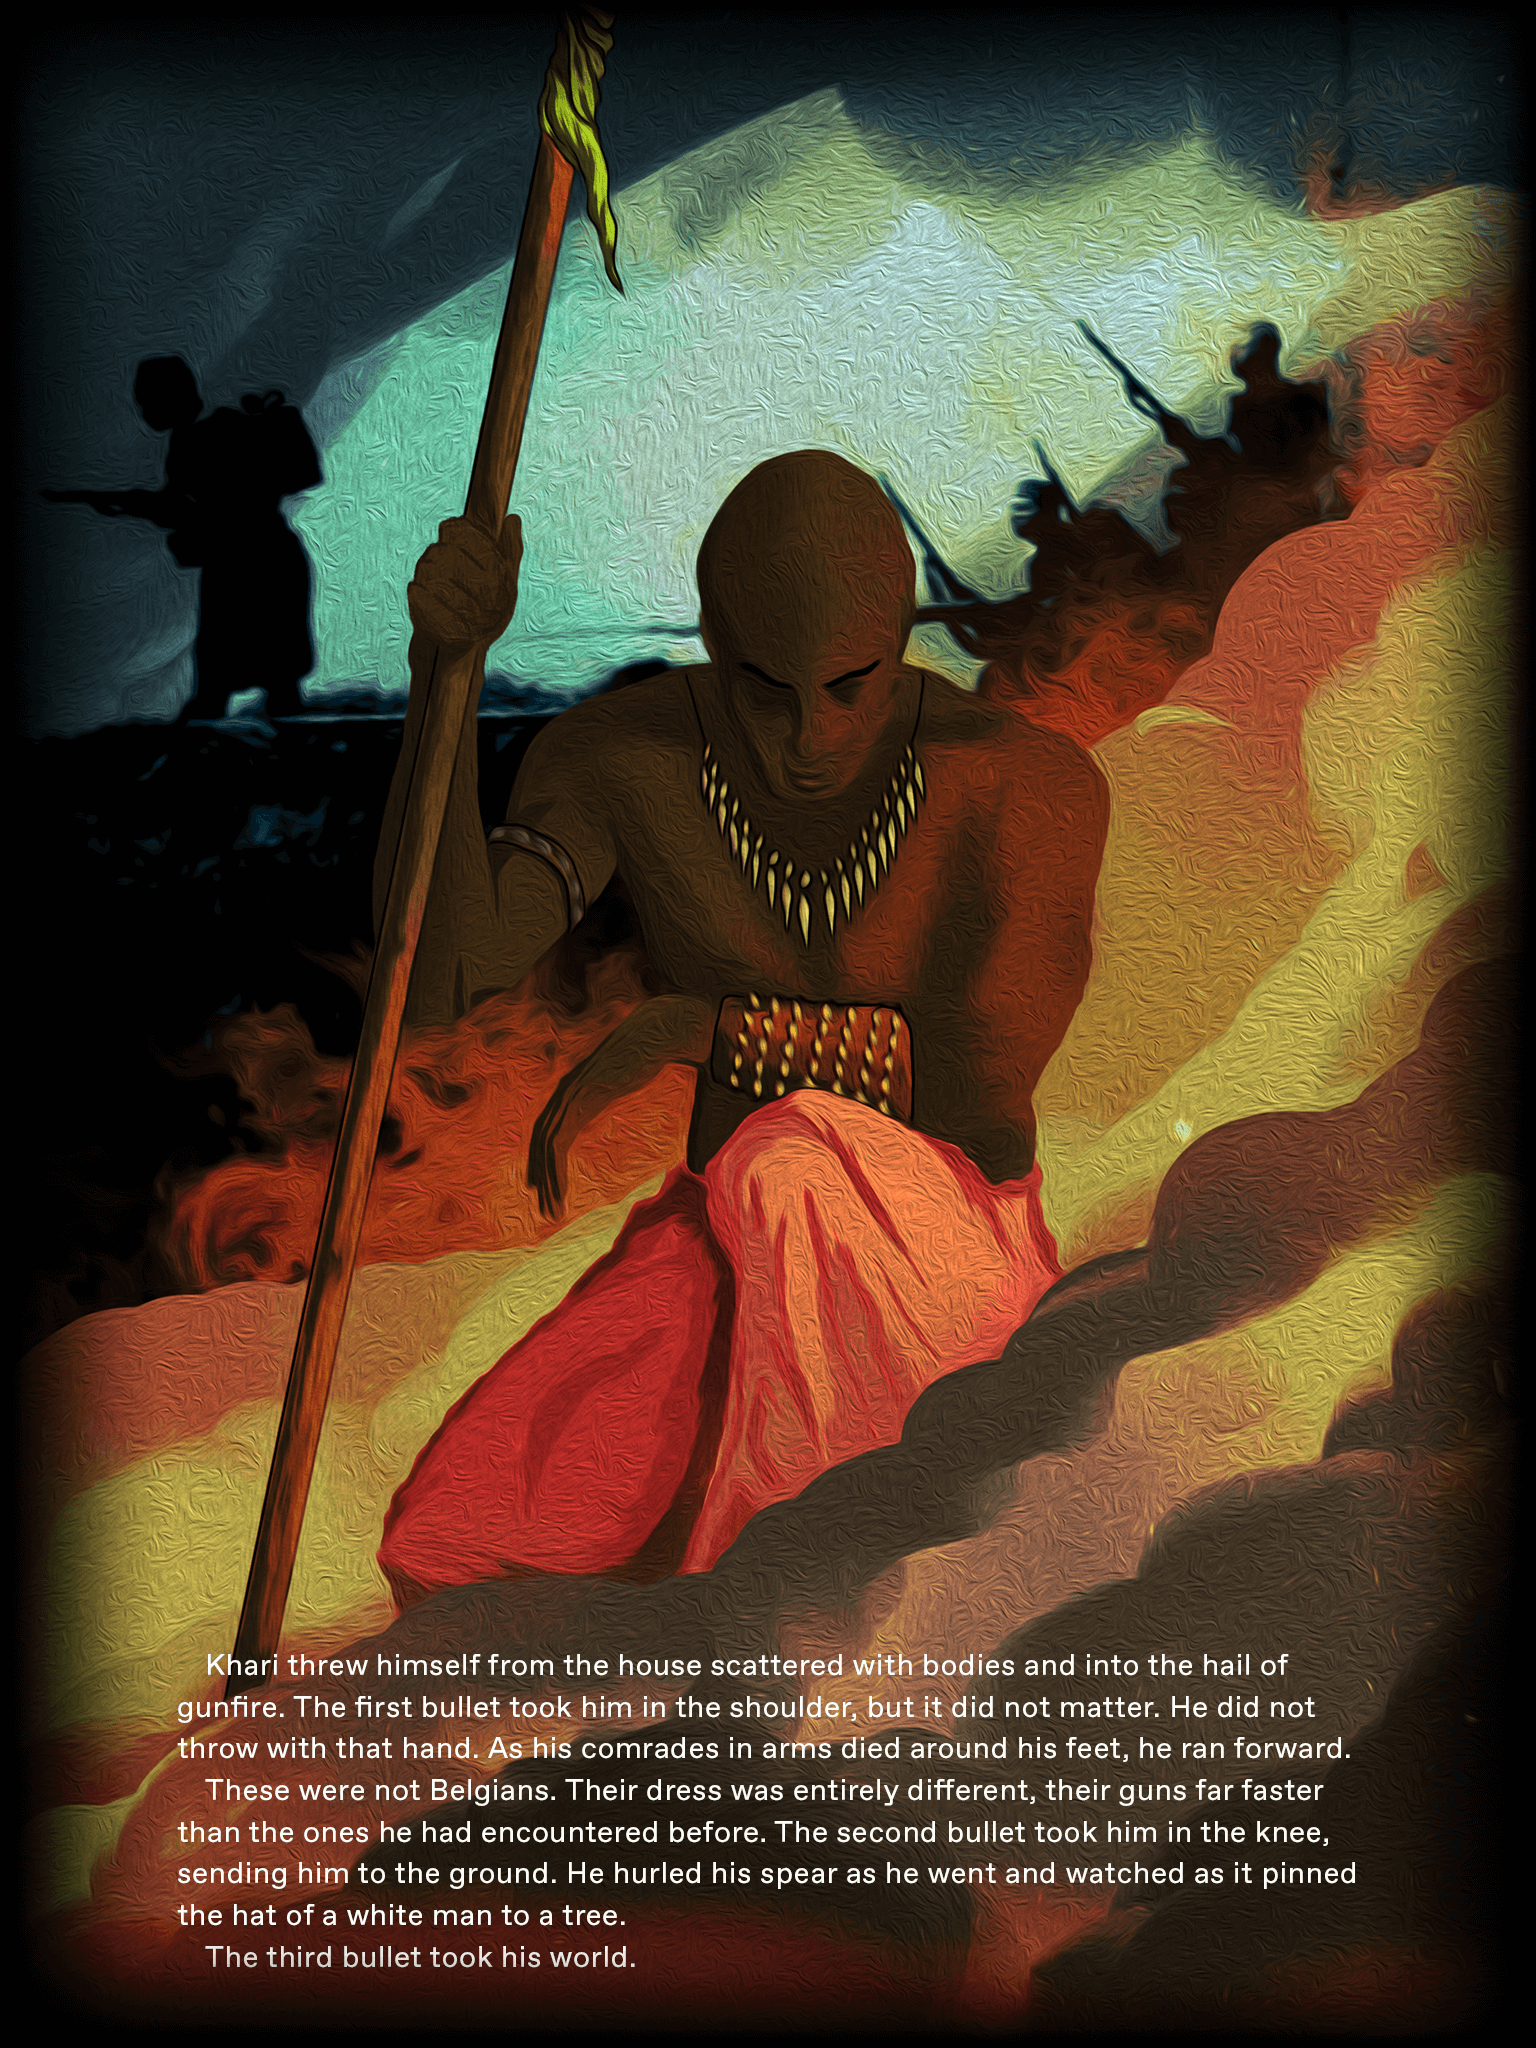 Khari threw himself from the house scattered with bodies and into the hail of
gunfire. The first bullet took him in the shoulder, but it did not matter. He did not
throw with that hand. As his comrades in arms died around his feet, he ran forward.
These were not Belgians. Their dress was entirely different, their guns far faster
than the ones he had encountered before. The second bullet took him in the knee,
sending him to the ground. He hurled his spear as he went and watched as it pinned
the hat of a white man to a tree.
The third bullet took his world.